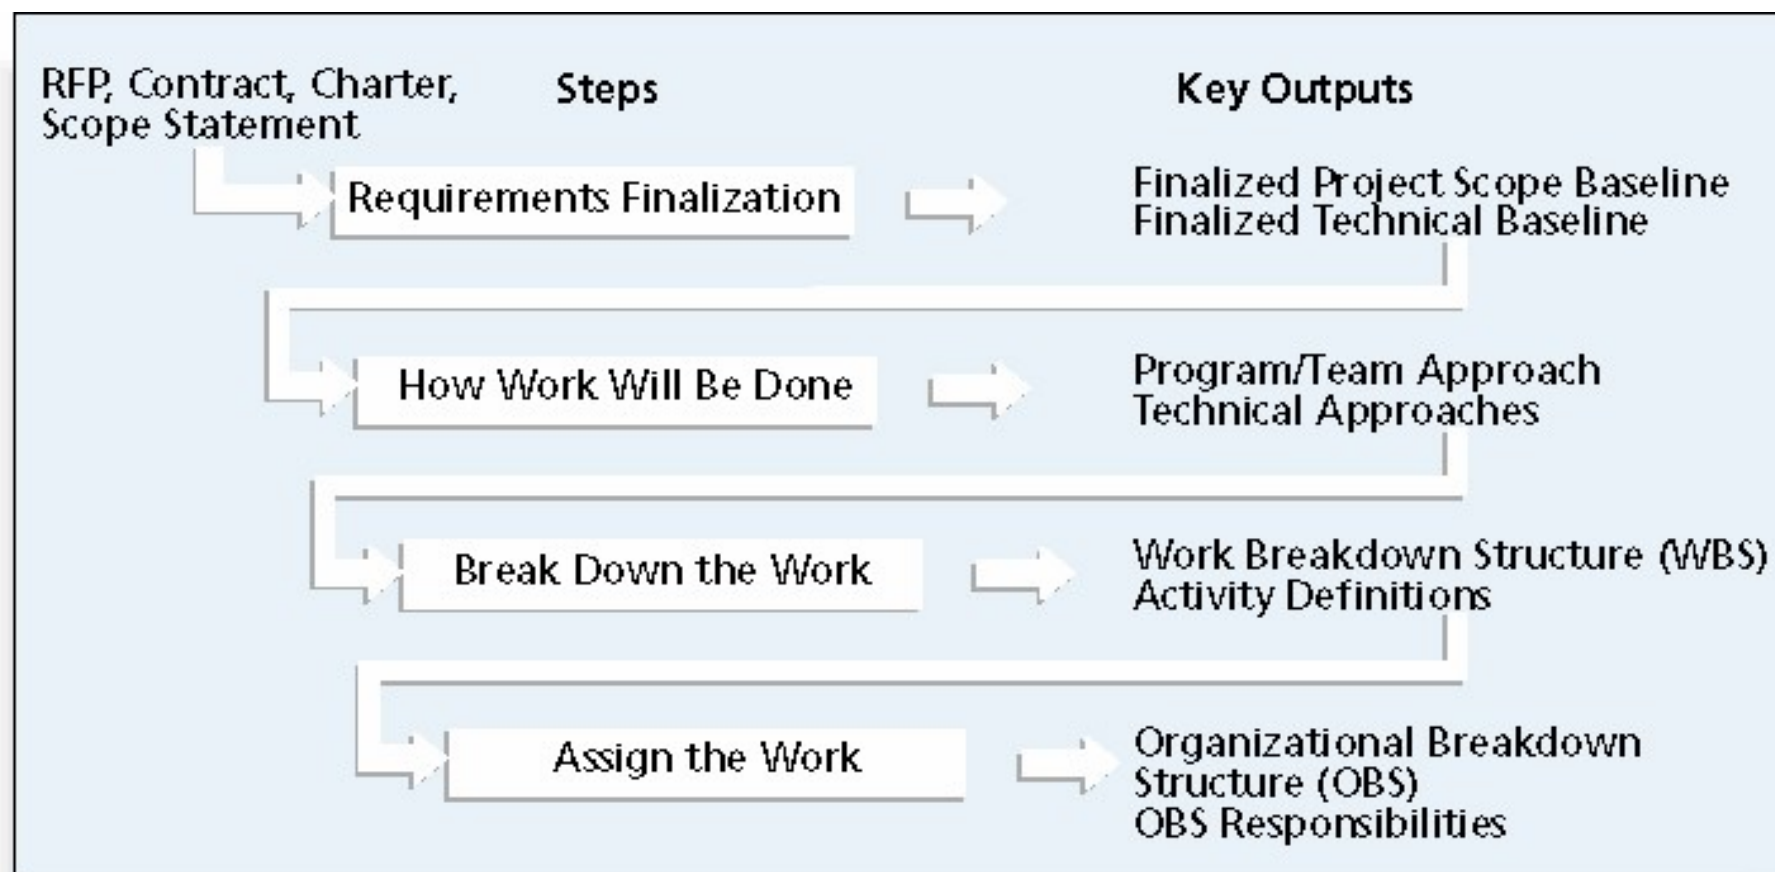 RFP, Contract, Charter,
Scope Statement
Steps
Key Outputs
Requirements Finalization
Finalized Project Scope Baseline
Finalized Technical Baseline
How Work Will Be Done
Program/Team Approach
Technical Approaches
Break Down the Work
Work Breakdown Structure (WBS)
Activity Definitions
Assign the Work
Organizational Breakdown
Structure (OBS)
OBS Responsibilities